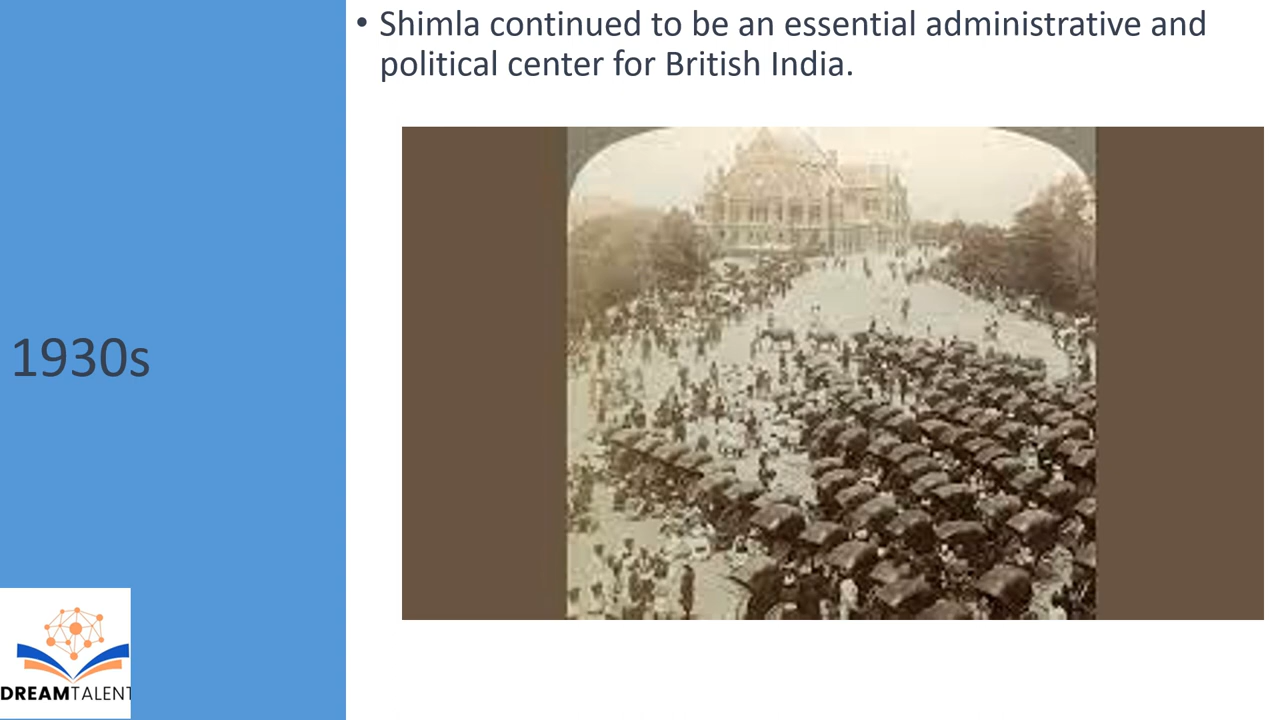 • Shimla continued to be an essential administrative and
political center for British India.
1930s
DREAMTALENT